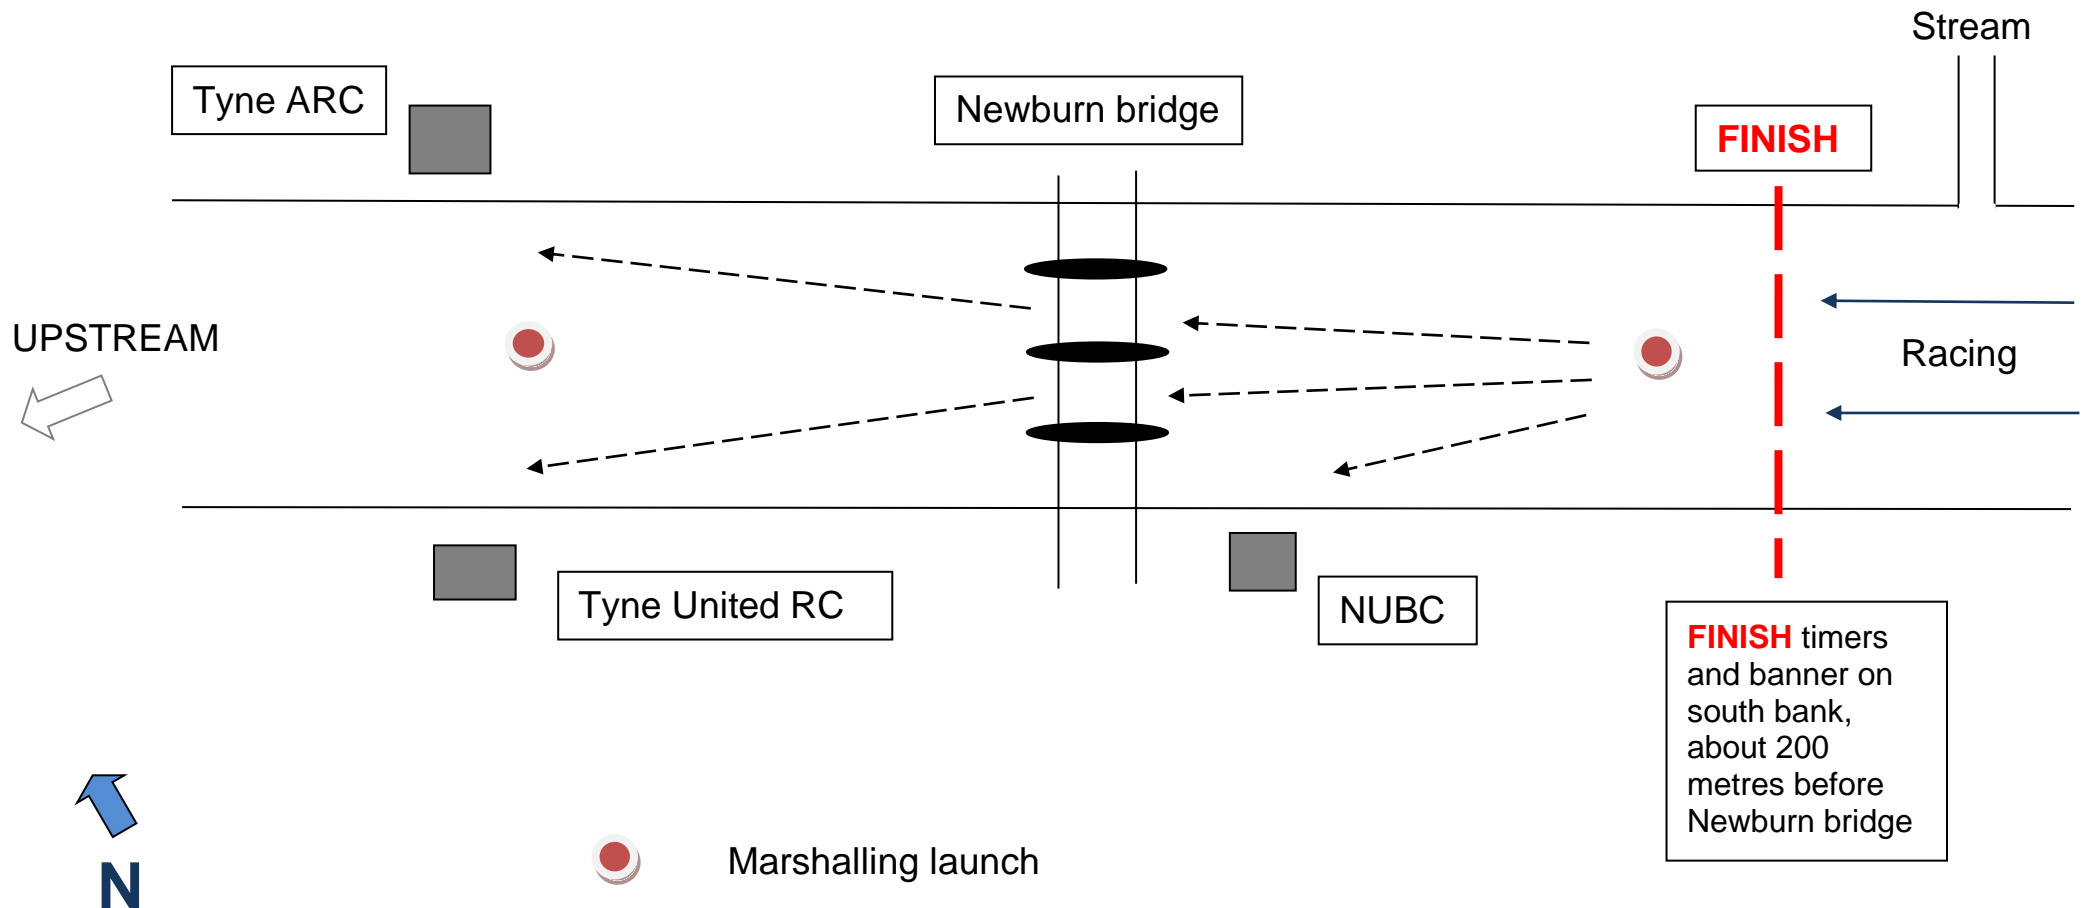 Stream
Tyne ARC
Newburn bridge
FINISH
UPSTREAM
Racing
Tyne United RC
NUBC
FINISH timers
and banner on
south bank,
about 200
metres before
Newburn bridge
Marshalling launch
N